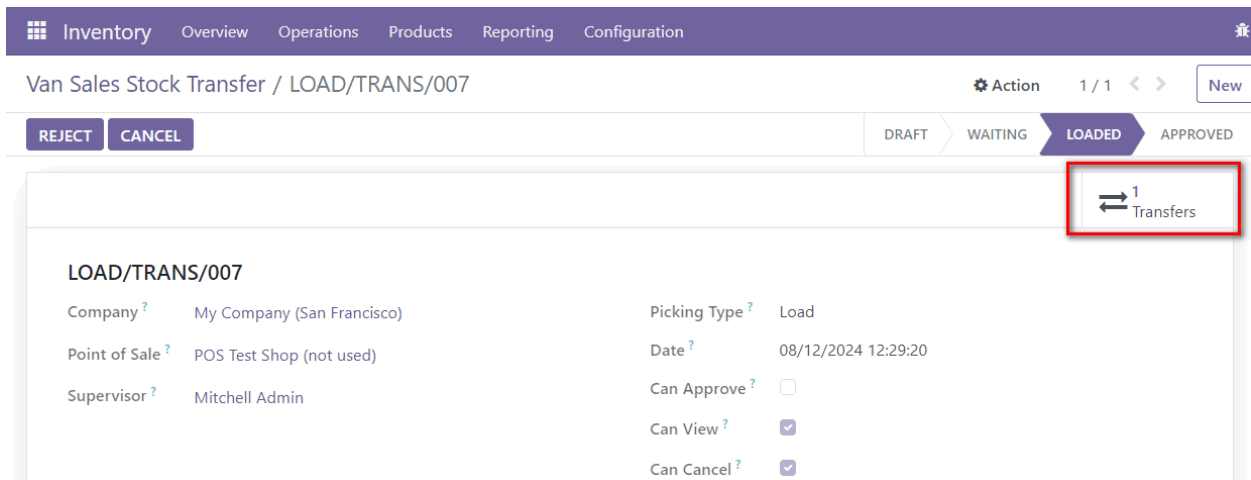 Inventory Overview Operations Products Reporting Configuration
Van Sales Stock Transfer / LOAD/TRANS/007
Action 1 / 1 New
REJECT CANCEL
DRAFT WAITING LOADED APPROVED
1
Transfers
LOAD/TRANS/007
Company ? My Company (San Francisco)
Picking Type ? Load
Point of Sale ? POS Test Shop (not used)
Date ? 08/12/2024 12:29:20
Supervisor ? Mitchell Admin
Can Approve ?
Can View ?
Can Cancel ?